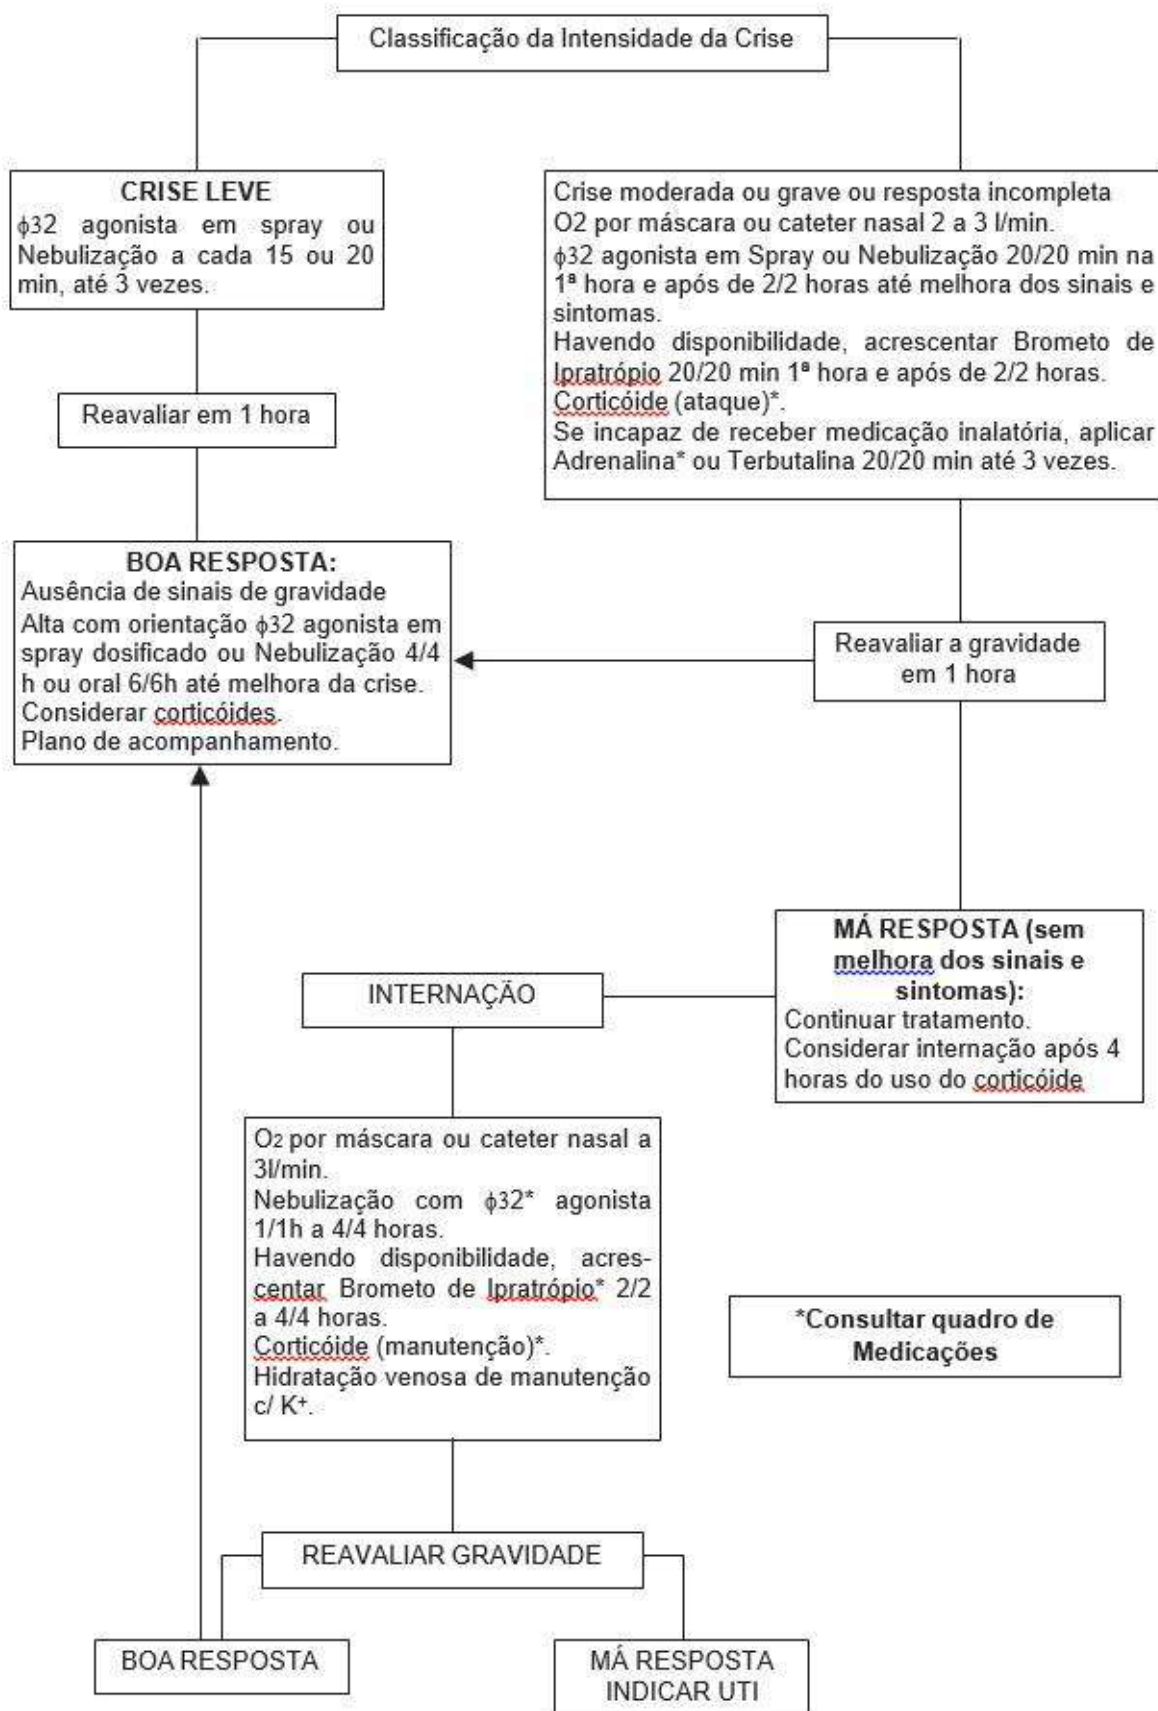 Classificação da Intensidade da Crise
CRISE LEVE
ϕ32 agonista em spray ou
Nebulização a cada 15 ou 20
min, até 3 vezes.
Reavaliar em 1 hora
BOA RESPOSTA:
Ausência de sinais de gravidade
Alta com orientação ϕ32 agonista em
spray dosificado ou Nebulização 4/4
h ou oral 6/6h até melhora da crise.
Considerar corticóides.
Plano de acompanhamento.
Crise moderada ou grave ou resposta incompleta
O2 por máscara ou cateter nasal 2 a 3 l/min.
ϕ32 agonista em Spray ou Nebulização 20/20 min na
1ª hora e após de 2/2 horas até melhora dos sinais e
sintomas.
Havendo disponibilidade, acrescentar Brometo de
Ipratrópio 20/20 min 1ª hora e após de 2/2 horas.
Corticóide (ataque)*.
Se incapaz de receber medicação inalatória, aplicar
Adrenalina* ou Terbutalina 20/20 min até 3 vezes.
Reavaliar a gravidade
em 1 hora
MÁ RESPOSTA (sem
melhora dos sinais e
sintomas):
Continuar tratamento.
Considerar internação após 4
horas do uso do corticóide
INTERNAÇÃO
O2 por máscara ou cateter nasal a
3l/min.
Nebulização com ϕ32* agonista
1/1h a 4/4 horas.
Havendo disponibilidade, acres-
centar Brometo de Ipratrópio* 2/2
a 4/4 horas.
Corticóide (manutenção)*.
Hidratação venosa de manutenção
c/ K+.
*Consultar quadro de
Medicações
REAVALIAR GRAVIDADE
BOA RESPOSTA
MÁ RESPOSTA
INDICAR UTI